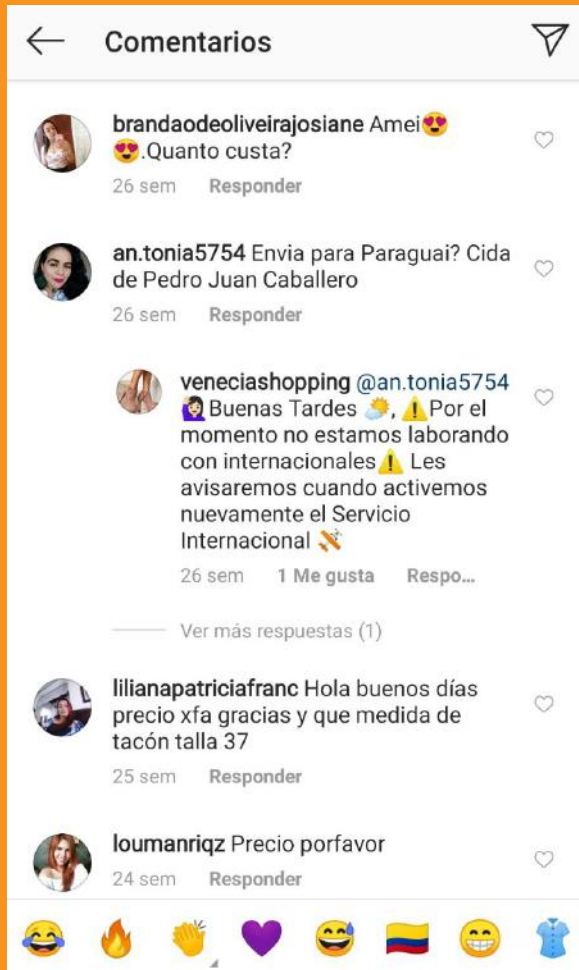 Comentarios
brandaodeoliveirajosiane Amei😍
😍.Quanto custa?
26 sem Responder
an.tonia5754 Envia para Paraguai? Cida
de Pedro Juan Caballero
26 sem Responder
veneciashopping @an.tonia5754
🙋🏻‍♀️Buenas Tardes 🌤️, ⚠️Por el
momento no estamos laborando
con internacionales⚠️ Les
avisaremos cuando activemos
nuevamente el Servicio
Internacional ✈️
26 sem 1 Me gusta Respo...
Ver más respuestas (1)
lilianapatriciafranc Hola buenos días
precio xfa gracias y que medida de
tacón talla 37
25 sem Responder
loumanriqz Precio porfavor
24 sem Responder